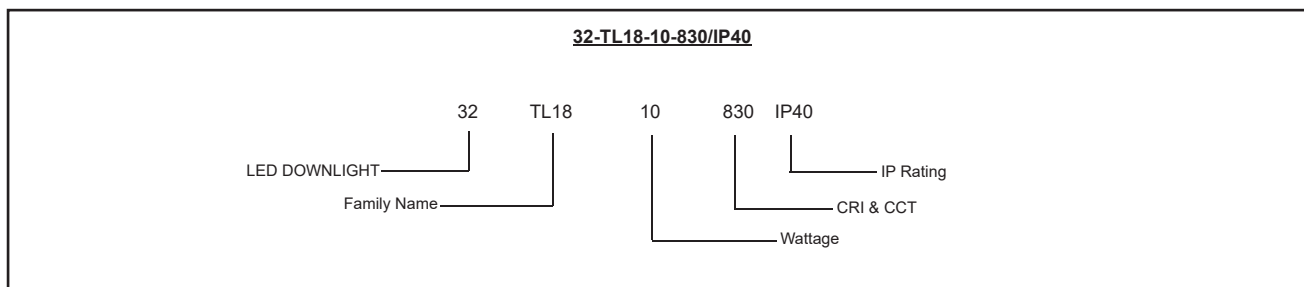 32-TL18-10-830/IP40
32 TL18 10 830 IP40
LED DOWNLIGHT
IP Rating
Family Name
CRI & CCT
Wattage